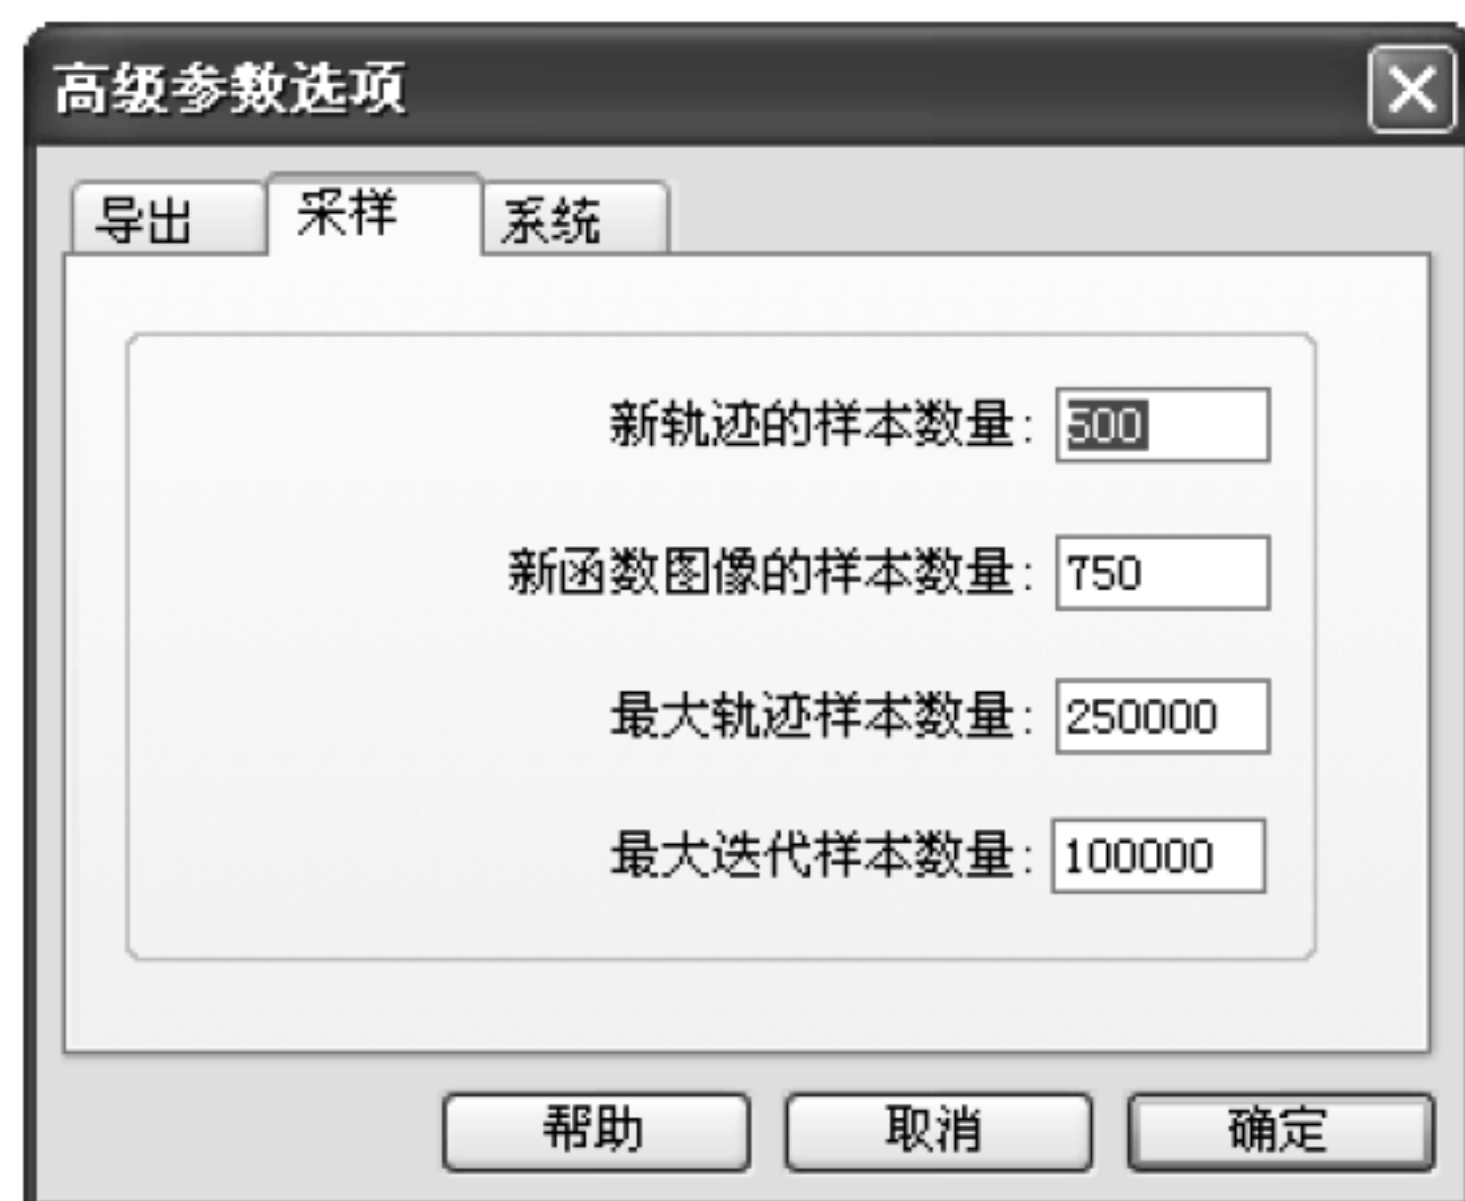 高级参数选项
导出 采样 系统
新轨迹的样本数量: 500
新函数图像的样本数量: 750
最大轨迹样本数量: 250000
最大迭代样本数量: 100000
帮助 取消 确定